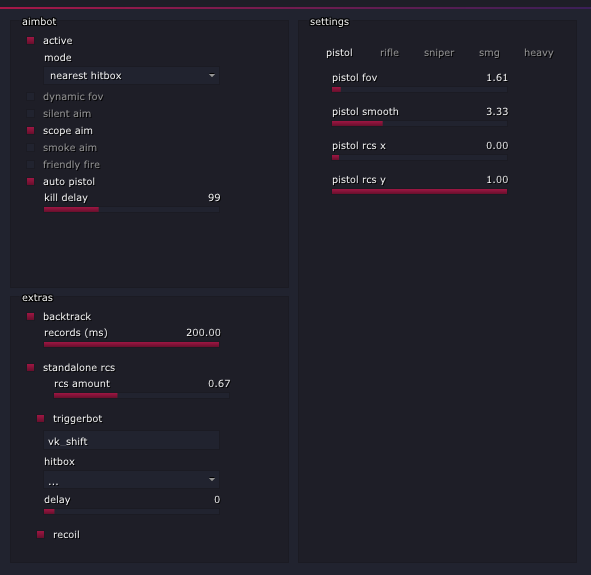 aimbot
active
mode
nearest hitbox
dynamic fov
silent aim
scope aim
smoke aim
friendly fire
auto pistol
kill delay 99
extras
backtrack
records (ms) 200.00
standalone rcs
rcs amount 0.67
triggerbot
vk_shift
hitbox
...
delay 0
recoil
settings
pistol rifle sniper smg heavy
pistol fov 1.61
pistol smooth 3.33
pistol rcs x 0.00
pistol rcs y 1.00